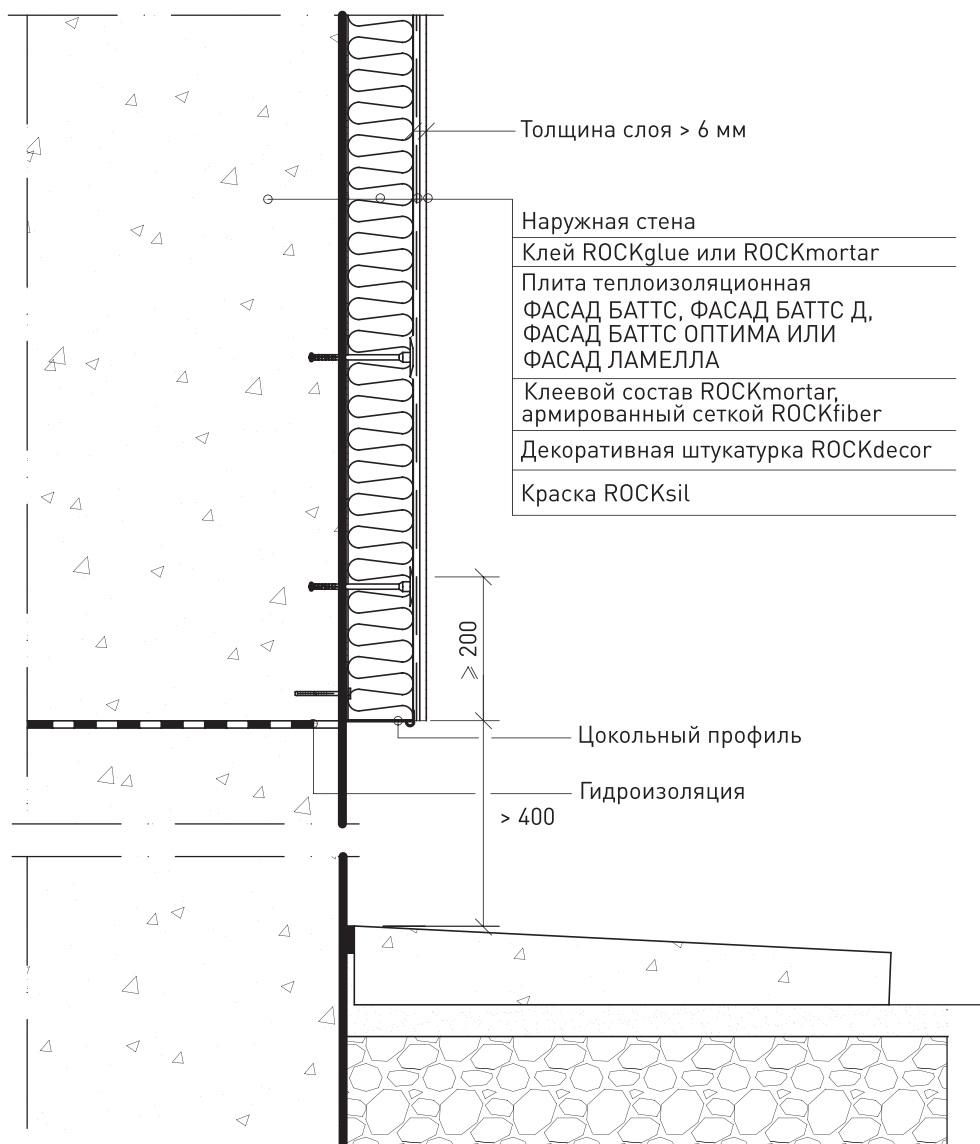 Толщина слоя > 6 мм
Наружная стена
Клей ROCKglue или ROCKmortar
Плита теплоизоляционная
ФАСАД БАТТС, ФАСАД БАТТС Д,
ФАСАД БАТТС ОПТИМА ИЛИ
ФАСАД ЛАМЕЛЛА
Клеевой состав ROCKmortar,
армированный сеткой ROCKfiber
Декоративная штукатурка ROCKdecor
Краска ROCKsil
⩾ 200
Цокольный профиль
Гидроизоляция
> 400